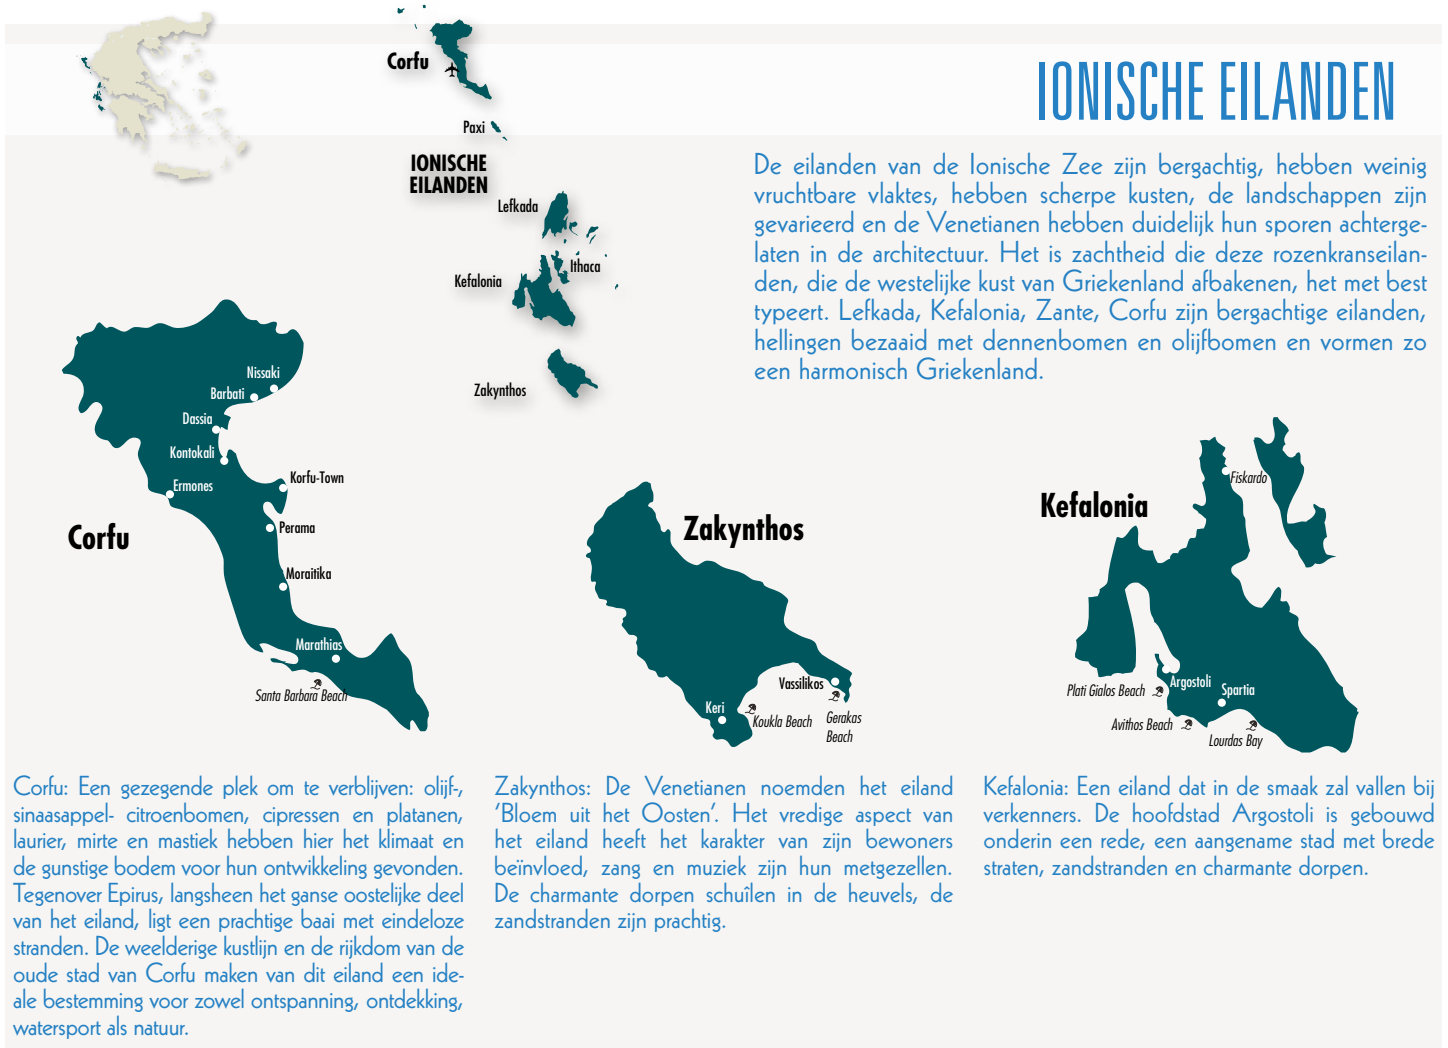 IONISCHE EILANDEN
De eilanden van de Ionische Zee zijn bergachtig, hebben weinig
vruchtbare vlaktes, hebben scherpe kusten, de landschappen zijn
gevarieerd en de Venetianen hebben duidelijk hun sporen achterge-
laten in de architectuur. Het is zachtheid die deze rozenkranseilan-
den, die de westelijke kust van Griekenland afbakenen, het met best
typeert. Lefkada, Kefalonia, Zante, Corfu zijn bergachtige eilanden,
hellingen bezaaid met dennenbomen en olijfbomen en vormen zo
een harmonisch Griekenland.
Corfu
Paxi
IONISCHE
EILANDEN
Lefkada
Ithaca
Kefalonia
Zakynthos
Corfu
Nissaki
Barbati
Dassia
Kontokali
Ermones
Korfu-Town
Perama
Moraitika
Marathias
Santa Barbara Beach
Zakynthos
Vassilikos
Keri
Koukla Beach
Gerakas
Beach
Kefalonia
Fiskardo
Argostoli
Plati Gialos Beach
Spartia
Avithos Beach
Lourdas Bay
Corfu: Een gezegende plek om te verblijven: olijf-,
sinaasappel- citroenbomen, cipressen en platanen,
laurier, mirte en mastiek hebben hier het klimaat en
de gunstige bodem voor hun ontwikkeling gevonden.
Tegenover Epirus, langsheen het ganse oostelijke deel
van het eiland, ligt een prachtige baai met eindeloze
stranden. De weelderige kustlijn en de rijkdom van de
oude stad van Corfu maken van dit eiland een ide-
ale bestemming voor zowel ontspanning, ontdekking,
watersport als natuur.
Zakynthos: De Venetianen noemden het eiland
'Bloem uit het Oosten'. Het vredige aspect van
het eiland heeft het karakter van zijn bewoners
beïnvloed, zang en muziek zijn hun metgezellen.
De charmante dorpen schuîlen in de heuvels, de
zandstranden zijn prachtig.
Kefalonia: Een eiland dat in de smaak zal vallen bij
verkenners. De hoofdstad Argostoli is gebouwd
onderin een rede, een aangename stad met brede
straten, zandstranden en charmante dorpen.